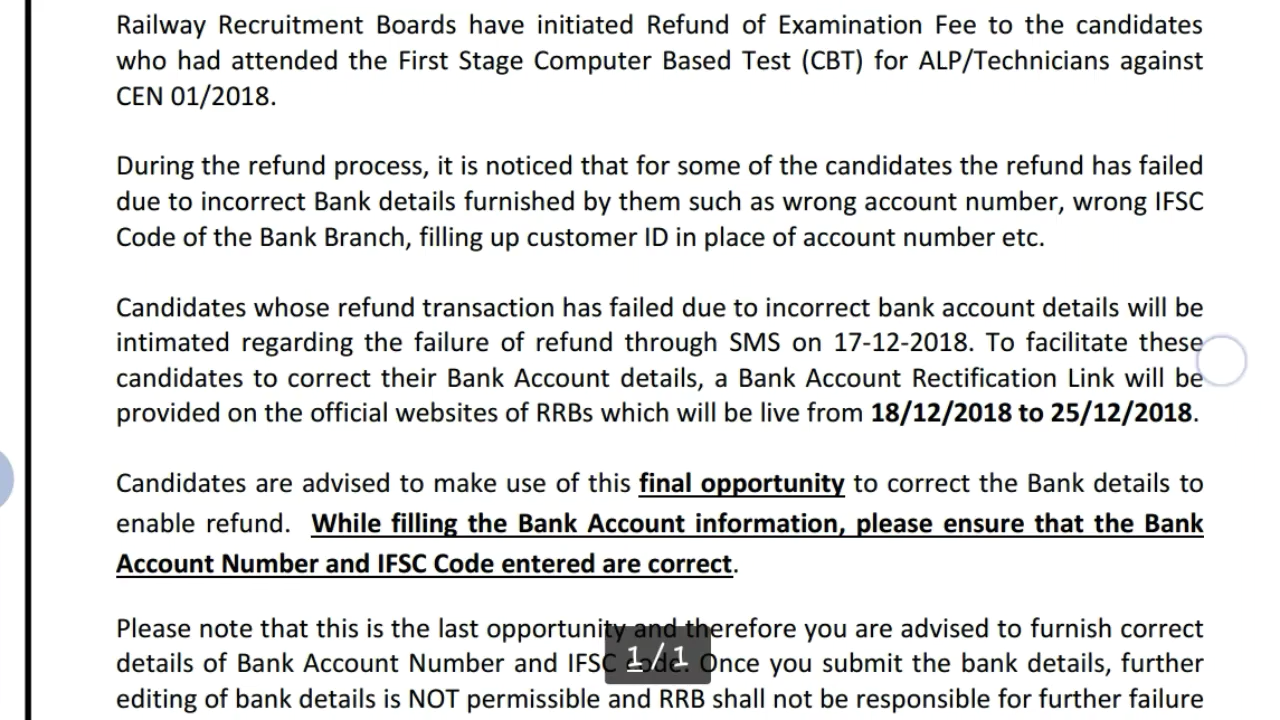 Railway Recruitment Boards have initiated Refund of Examination Fee to the candidates
who had attended the First Stage Computer Based Test (CBT) for ALP/Technicians against
CEN 01/2018.
During the refund process, it is noticed that for some of the candidates the refund has failed
due to incorrect Bank details furnished by them such as wrong account number, wrong IFSC
Code of the Bank Branch, filling up customer ID in place of account number etc.
Candidates whose refund transaction has failed due to incorrect bank account details will be
intimated regarding the failure of refund through SMS on 17-12-2018. To facilitate these
candidates to correct their Bank Account details, a Bank Account Rectification Link will be
provided on the official websites of RRBs which will be live from 18/12/2018 to 25/12/2018.
Candidates are advised to make use of this final opportunity to correct the Bank details to
enable refund. While filling the Bank Account information, please ensure that the Bank
Account Number and IFSC Code entered are correct.
Please note that this is the last opportunity and therefore you are advised to furnish correct
details of Bank Account Number and IFSC code. Once you submit the bank details, further
editing of bank details is NOT permissible and RRB shall not be responsible for further failure
1/1